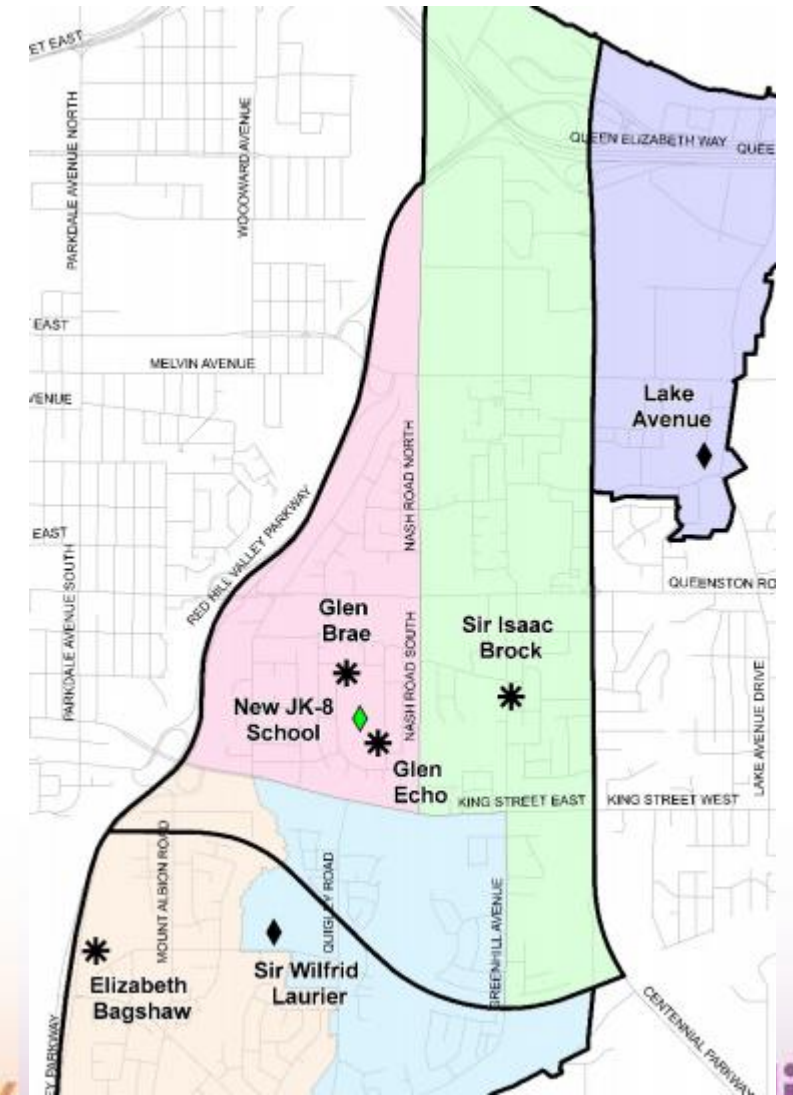 ET EAST
PARKDALE AVENUE NORTH
WOODWARD AVENUE
QUEEN ELIZABETH WAY
QUEE
EAST
MELVIN AVENUE
VENUE
Lake
Avenue
NASH ROAD NORTH
EAST
RED HILL VALLEY PARKWAY
PARKDALE AVENUE SOUTH
QUEENSTON RO
Glen
Brae
Sir Isaac
Brock
NASH ROAD SOUTH
New JK-8
School
LAKE AVENUE DRIVE
Glen
Echo
KING STREET EAST
KING STREET WEST
MOUNT ALBION ROAD
QUIGLEY ROAD
GREENHILL AVENUE
Elizabeth
Bagshaw
Sir Wilfrid
Laurier
CENTENNIAL PARKWAY
EY PARKWAY